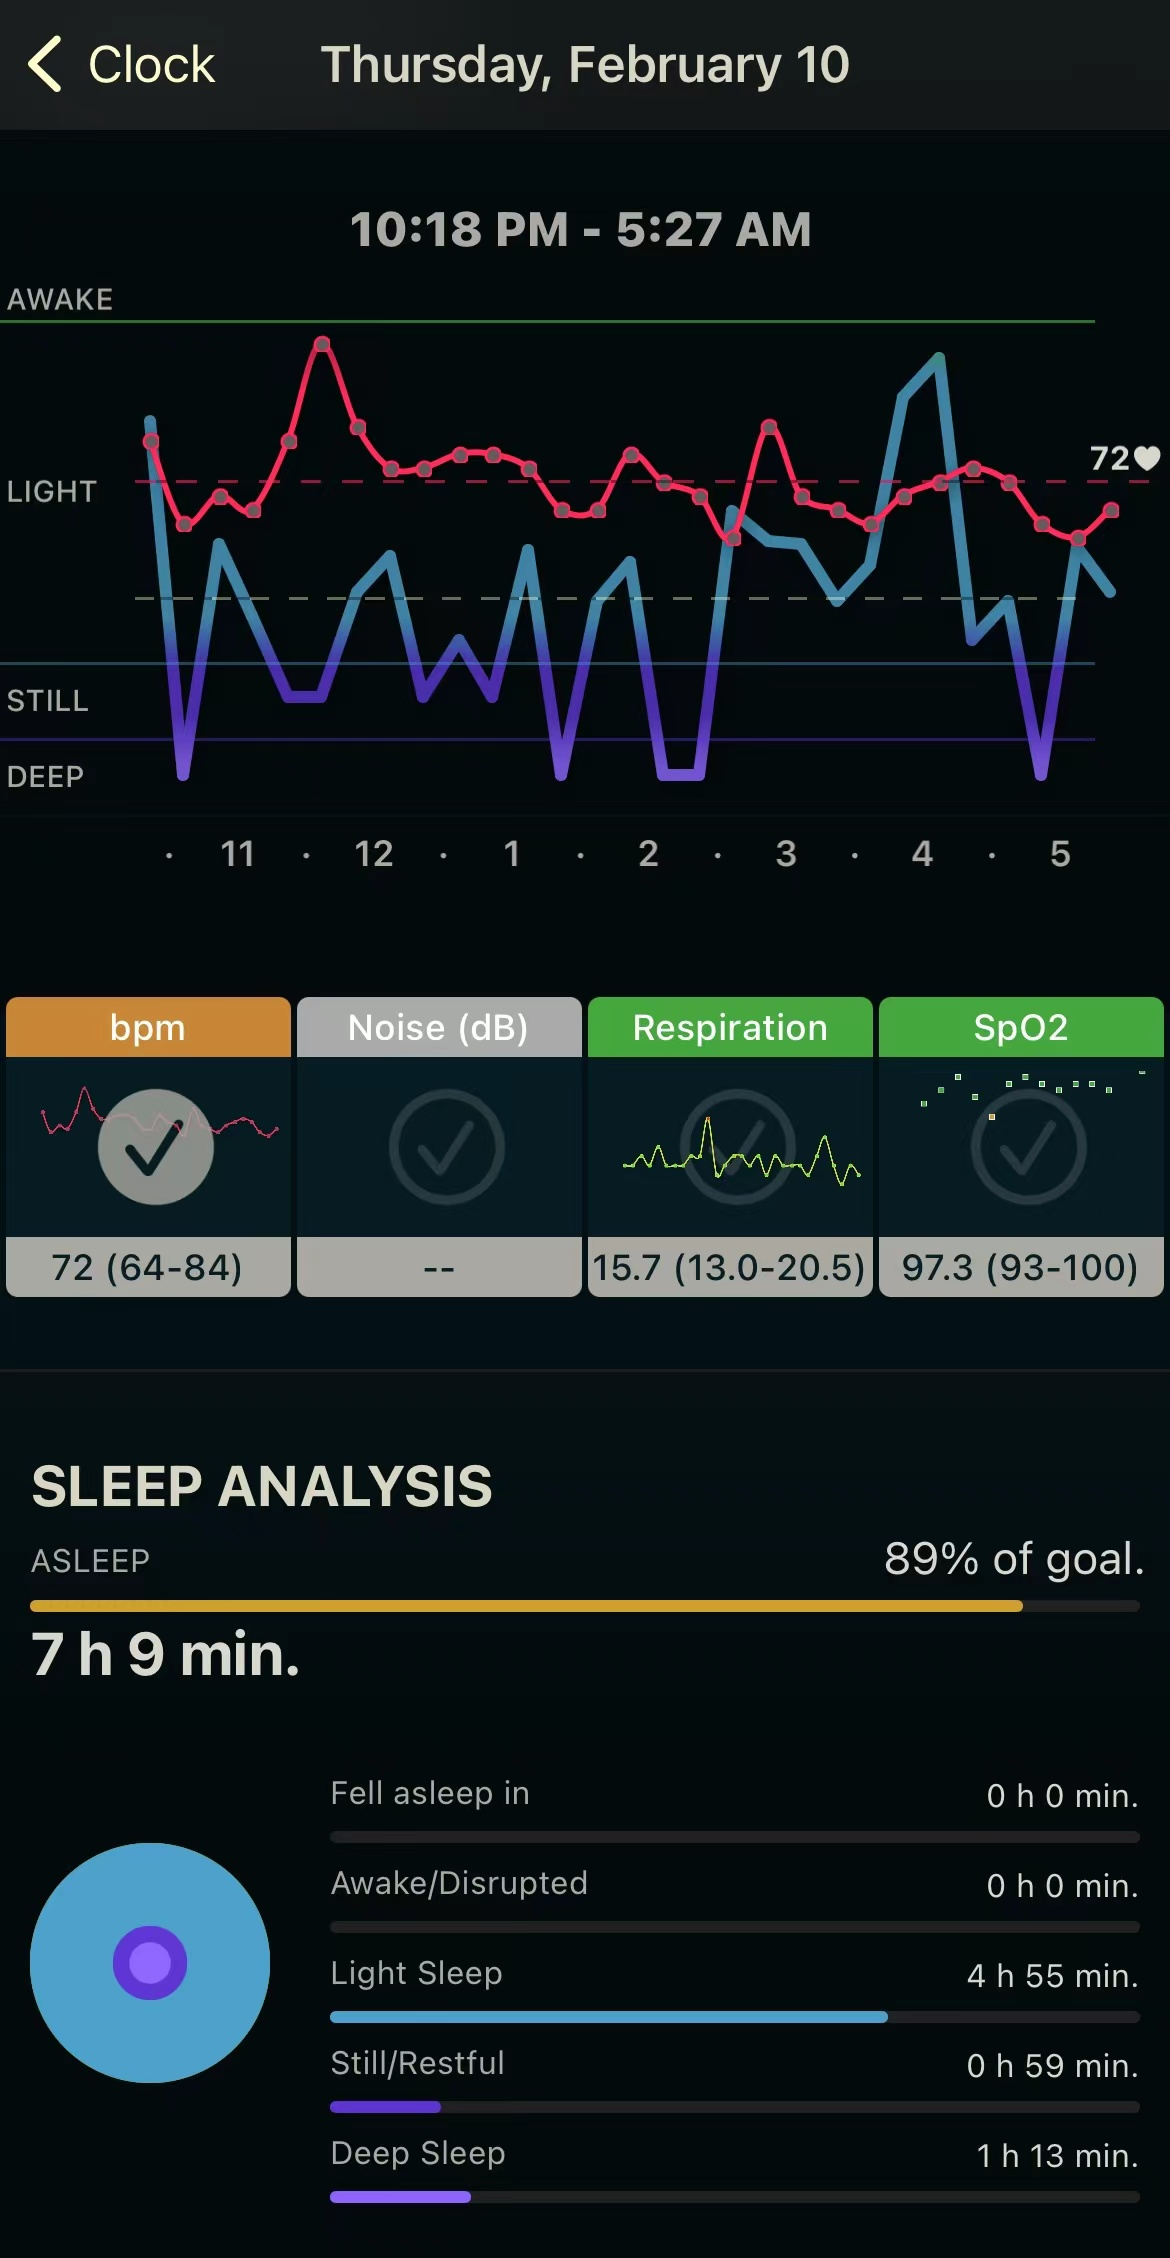 Clock Thursday, February 10
10:18 PM - 5:27 AM
AWAKE
72
LIGHT
STILL
DEEP
· 11 · 12 · 1 · 2 · 3 · 4 · 5
bpm Noise (dB) Respiration SpO2
72 (64-84) -- 15.7 (13.0-20.5) 97.3 (93-100)
SLEEP ANALYSIS
ASLEEP 89% of goal.
7 h 9 min.
Fell asleep in 0 h 0 min.
Awake/Disrupted 0 h 0 min.
Light Sleep 4 h 55 min.
Still/Restful 0 h 59 min.
Deep Sleep 1 h 13 min.